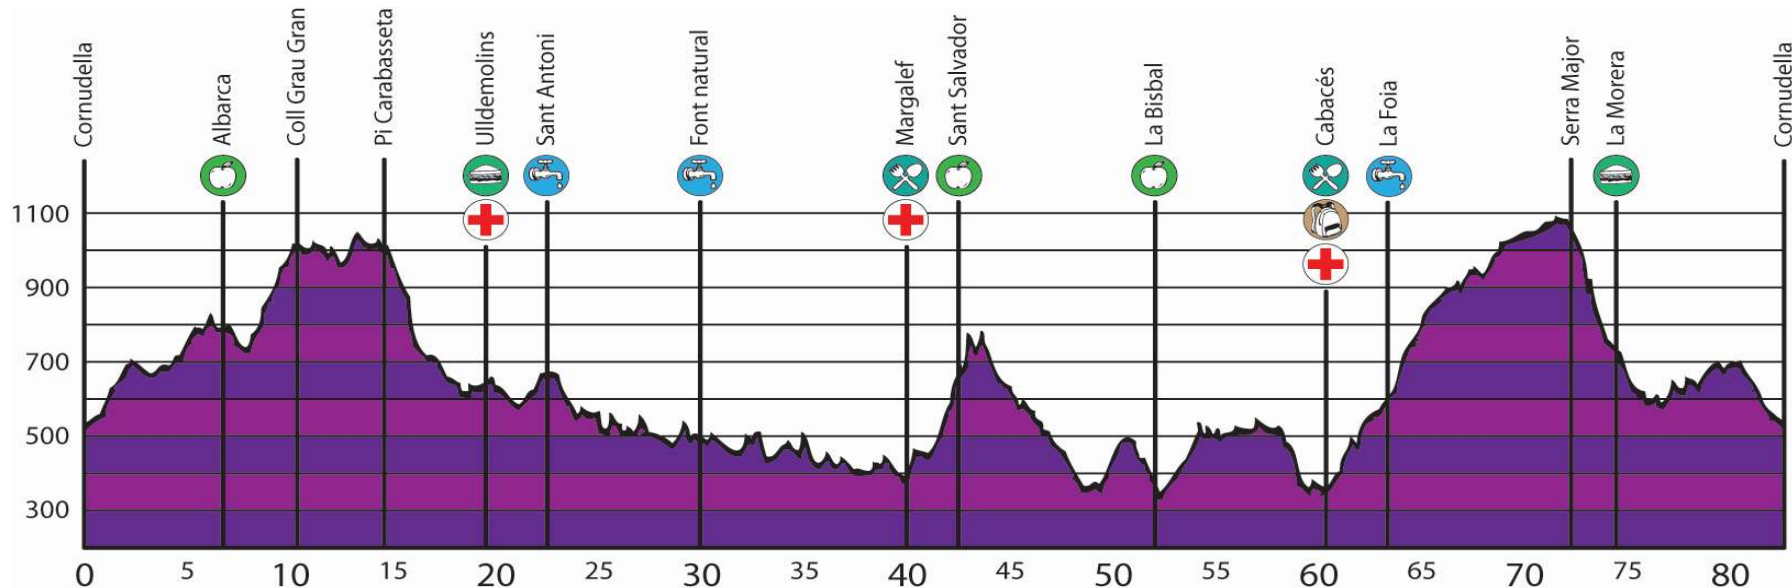 Cornudella
Albarca
Coll Grau Gran
Pi Carabasseta
Ulldemolins
Sant Antoni
Font natural
Margalef
Sant Salvador
La Bisbal
Cabacés
La Foia
Serra Major
La Morera
Cornudella
1100
900
700
500
300
0 5 10 15 20 25 30 35 40 45 50 55 60 65 70 75 80